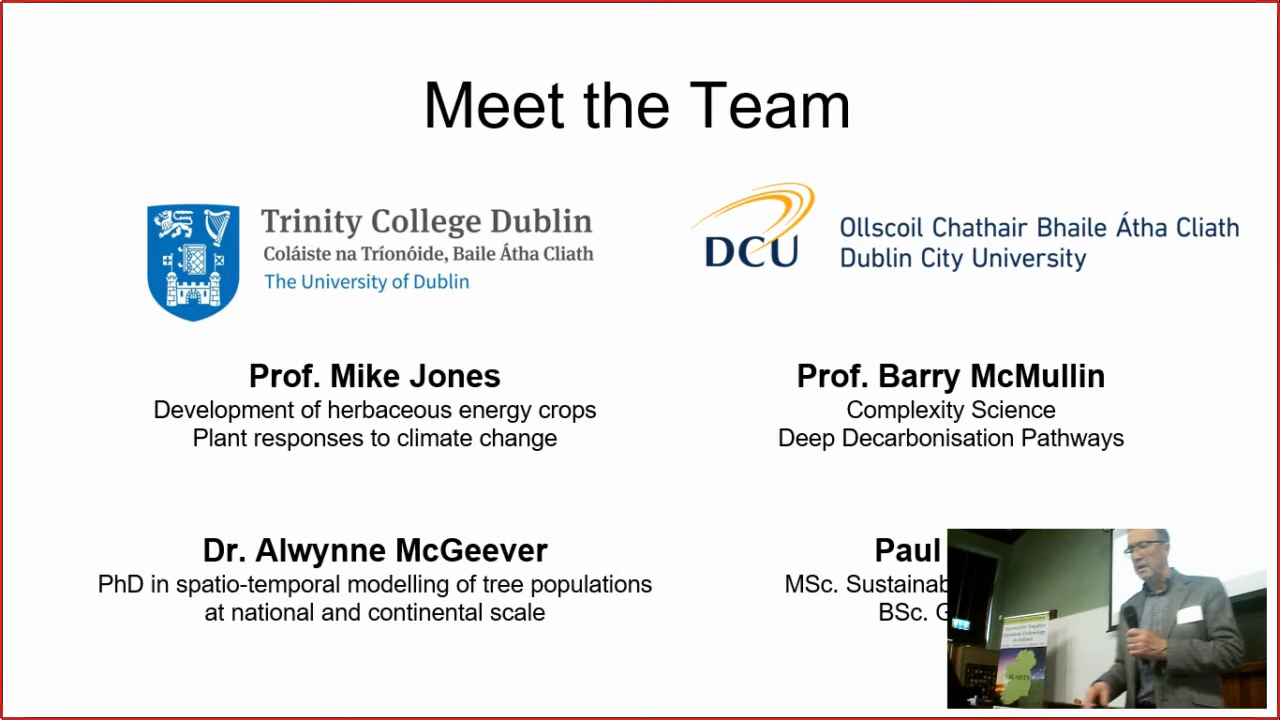 Meet the Team
Trinity College Dublin
Coláiste na Tríonóide, Baile Átha Cliath
The University of Dublin
DCU
Ollscoil Chathair Bhaile Átha Cliath
Dublin City University
Prof. Mike Jones
Development of herbaceous energy crops
Plant responses to climate change
Prof. Barry McMullin
Complexity Science
Deep Decarbonisation Pathways
Dr. Alwynne McGeever
PhD in spatio-temporal modelling of tree populations
at national and continental scale
Paul
MSc. Sustainab
BSc. G